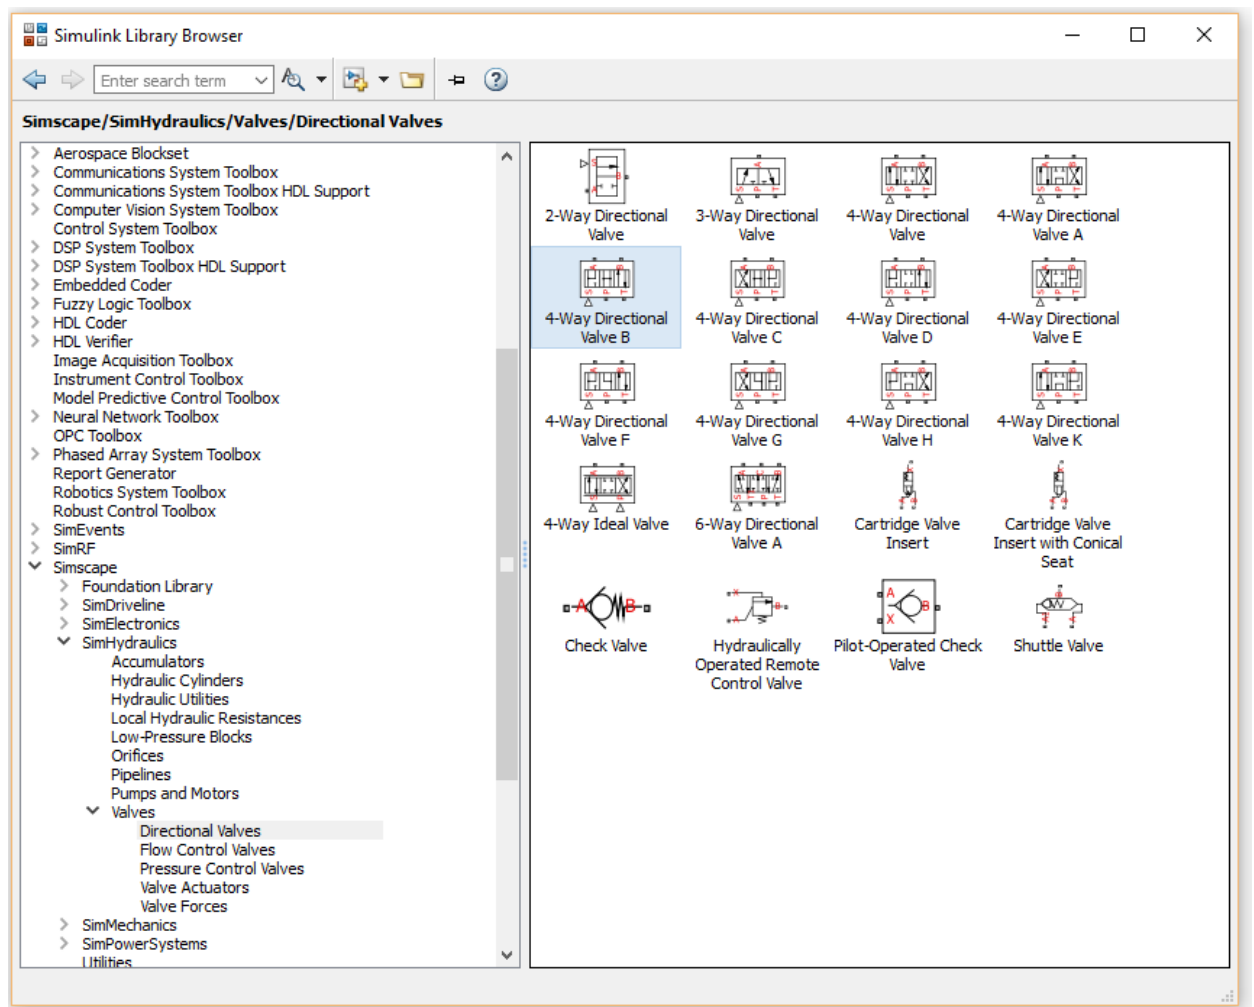 Simulink Library Browser
Enter search term
Simscape/SimHydraulics/Valves/Directional Valves
Aerospace Blockset
Communications System Toolbox
Communications System Toolbox HDL Support
Computer Vision System Toolbox
Control System Toolbox
DSP System Toolbox
DSP System Toolbox HDL Support
Embedded Coder
Fuzzy Logic Toolbox
HDL Coder
HDL Verifier
Image Acquisition Toolbox
Instrument Control Toolbox
Model Predictive Control Toolbox
Neural Network Toolbox
OPC Toolbox
Phased Array System Toolbox
Report Generator
Robotics System Toolbox
Robust Control Toolbox
SimEvents
SimRF
Simscape
Foundation Library
SimDriveline
SimElectronics
SimHydraulics
Accumulators
Hydraulic Cylinders
Hydraulic Utilities
Local Hydraulic Resistances
Low-Pressure Blocks
Orifices
Pipelines
Pumps and Motors
Valves
Directional Valves
Flow Control Valves
Pressure Control Valves
Valve Actuators
Valve Forces
SimMechanics
SimPowerSystems
Utilities
2-Way Directional
Valve
3-Way Directional
Valve
4-Way Directional
Valve
4-Way Directional
Valve A
4-Way Directional
Valve B
4-Way Directional
Valve C
4-Way Directional
Valve D
4-Way Directional
Valve E
4-Way Directional
Valve F
4-Way Directional
Valve G
4-Way Directional
Valve H
4-Way Directional
Valve K
4-Way Ideal Valve
6-Way Directional
Valve A
Cartridge Valve
Insert
Cartridge Valve
Insert with Conical
Seat
A B
Check Valve
Hydraulically
Operated Remote
Control Valve
A
B
X
Pilot-Operated Check
Valve
Shuttle Valve